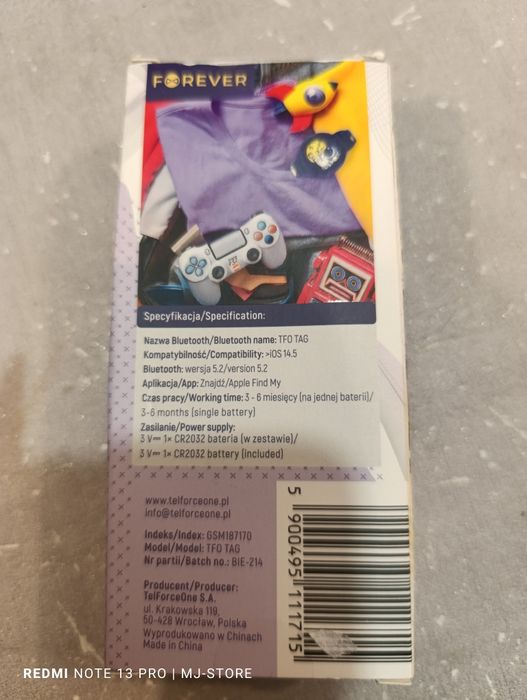 FOREVER
Specyfikacja/Specification:
Nazwa Bluetooth/Bluetooth name: TFO TAG
Kompatybilność/Compatibility: >iOS 14.5
Bluetooth: wersja 5.2/version 5.2
Aplikacja/App: Znajdź/Apple Find My
Czas pracy/Working time: 3 - 6 miesięcy (na jednej baterii)/
3-6 months (single battery)
Zasilanie/Power supply:
3 V⎓ 1× CR2032 bateria (w zestawie)/
3 V⎓ 1× CR2032 battery (included)
www.telforceone.pl
info@telforceone.pl
Indeks/Index: GSM187170
Model/Model: TFO TAG
Nr partii/Batch no.: BIE-214
Producent/Producer:
TelForceOne S.A.
ul. Krakowska 119,
50-428 Wrocław, Polska
Wyprodukowano w Chinach
Made in China
5 900495 111715
REDMI NOTE 13 PRO | MJ-STORE